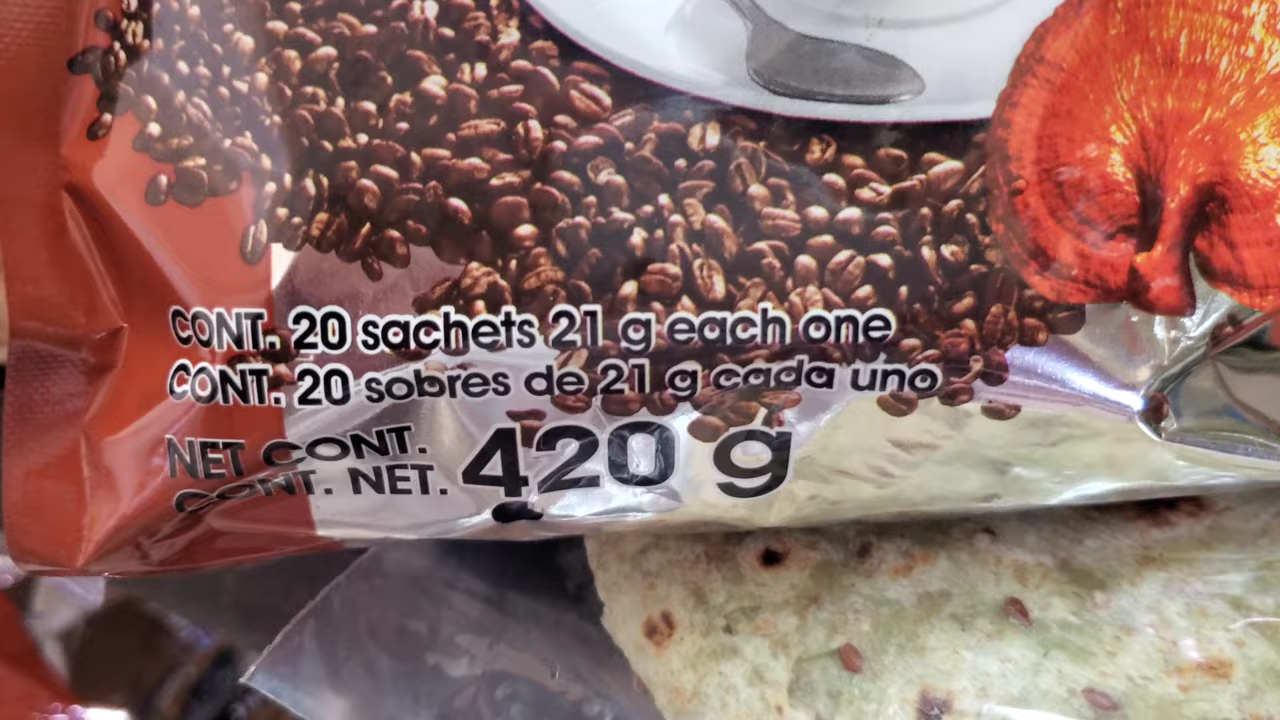 CONT. 20 sachets 21 g each one
CONT. 20 sobres de 21 g cada uno
NET CONT.
CONT. NET. 420 g